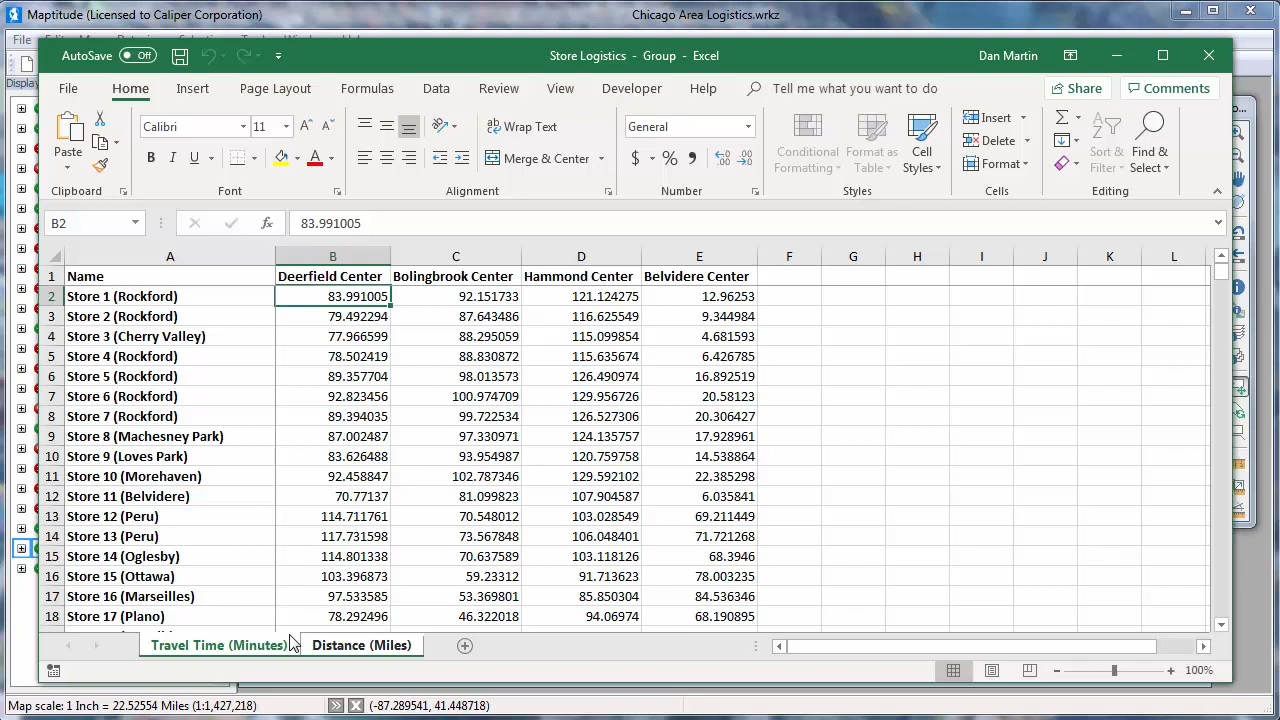 Maptitude (Licensed to Caliper Corporation) Chicago Area Logistics.wrkz
File
AutoSave Off Store Logistics - Group - Excel Dan Martin
Display
File Home Insert Page Layout Formulas Data Review View Developer Help Tell me what you want to do Share Comments
Paste Calibri 11 Wrap Text General Conditional Formatting Format as Table Cell Styles Insert Sort & Filter Find & Select
B I U A Merge & Center $ % , Delete
Format
Clipboard Font Alignment Number Styles Cells Editing
B2 fx 83.991005
A B C D E F G H I J K L
1 Name Deerfield Center Bolingbrook Center Hammond Center Belvidere Center
2 Store 1 (Rockford) 83.991005 92.151733 121.124275 12.96253
3 Store 2 (Rockford) 79.492294 87.643486 116.625549 9.344984
4 Store 3 (Cherry Valley) 77.966599 88.295059 115.099854 4.681593
5 Store 4 (Rockford) 78.502419 88.830872 115.635674 6.426785
6 Store 5 (Rockford) 89.357704 98.013573 126.490974 16.892519
7 Store 6 (Rockford) 92.823456 100.974709 129.956726 20.58123
8 Store 7 (Rockford) 89.394035 99.722534 126.527306 20.306427
9 Store 8 (Machesney Park) 87.002487 97.330971 124.135757 17.928961
10 Store 9 (Loves Park) 83.626488 93.954987 120.759758 14.538864
11 Store 10 (Morehaven) 92.458847 102.787346 129.592102 22.385298
12 Store 11 (Belvidere) 70.77137 81.099823 107.904587 6.035841
13 Store 12 (Peru) 114.711761 70.548012 103.028549 69.211449
14 Store 13 (Peru) 117.731598 73.567848 106.048401 71.721268
15 Store 14 (Oglesby) 114.801338 70.637589 103.118126 68.3946
16 Store 15 (Ottawa) 103.396873 59.23312 91.713623 78.003235
17 Store 16 (Marseilles) 97.533585 53.369801 85.850304 84.536346
18 Store 17 (Plano) 78.292496 46.322018 94.06974 68.190895
Travel Time (Minutes) Distance (Miles)
100%
Map scale: 1 Inch = 22.52554 Miles (1:1,427,218) (-87.289541, 41.448718)